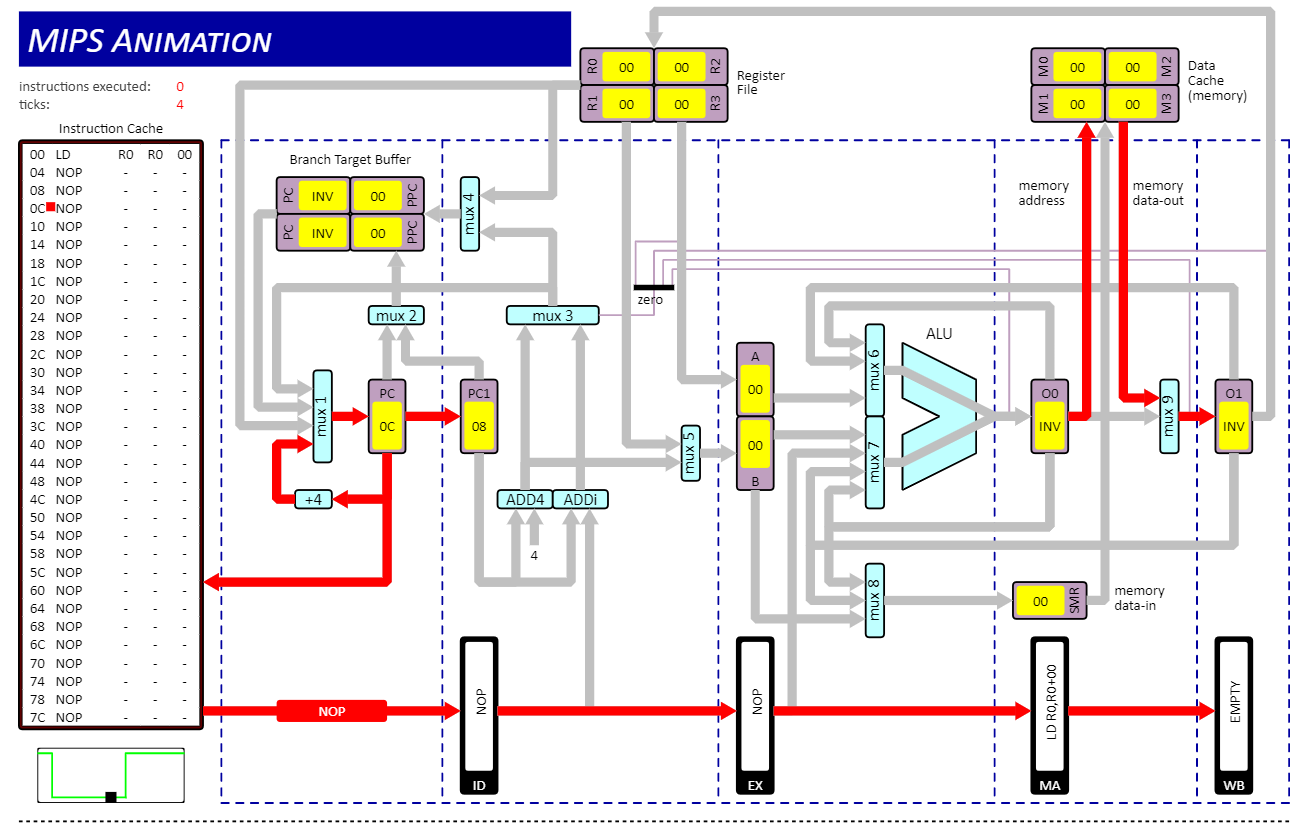 MIPS ANIMATION
instructions executed: 0
ticks: 4
Instruction Cache
00 LD R0 R0 00
04 NOP - - -
08 NOP - - -
0C NOP - - -
10 NOP - - -
14 NOP - - -
18 NOP - - -
1C NOP - - -
20 NOP - - -
24 NOP - - -
28 NOP - - -
2C NOP - - -
30 NOP - - -
34 NOP - - -
38 NOP - - -
3C NOP - - -
40 NOP - - -
44 NOP - - -
48 NOP - - -
4C NOP - - -
50 NOP - - -
54 NOP - - -
58 NOP - - -
5C NOP - - -
60 NOP - - -
64 NOP - - -
68 NOP - - -
6C NOP - - -
70 NOP - - -
74 NOP - - -
78 NOP - - -
7C NOP - - -
R0 00 00 R2
R1 00 00 R3
Register
File
M0 00 00 M2
M1 00 00 M3
Data
Cache
(memory)
Branch Target Buffer
PC INV 00 PPC
PC INV 00 PPC
mux 4
memory
address
memory
data-out
zero
mux 2
mux 3
ALU
mux 1
PC
0C
PC1
08
A
00
00
B
mux 5
mux 6
mux 7
O0
INV
mux 9
O1
INV
+4
ADD4
ADDi
4
mux 8
00 SMR
memory
data-in
NOP
NOP
ID
NOP
EX
LD R0,R0+00
MA
EMPTY
WB